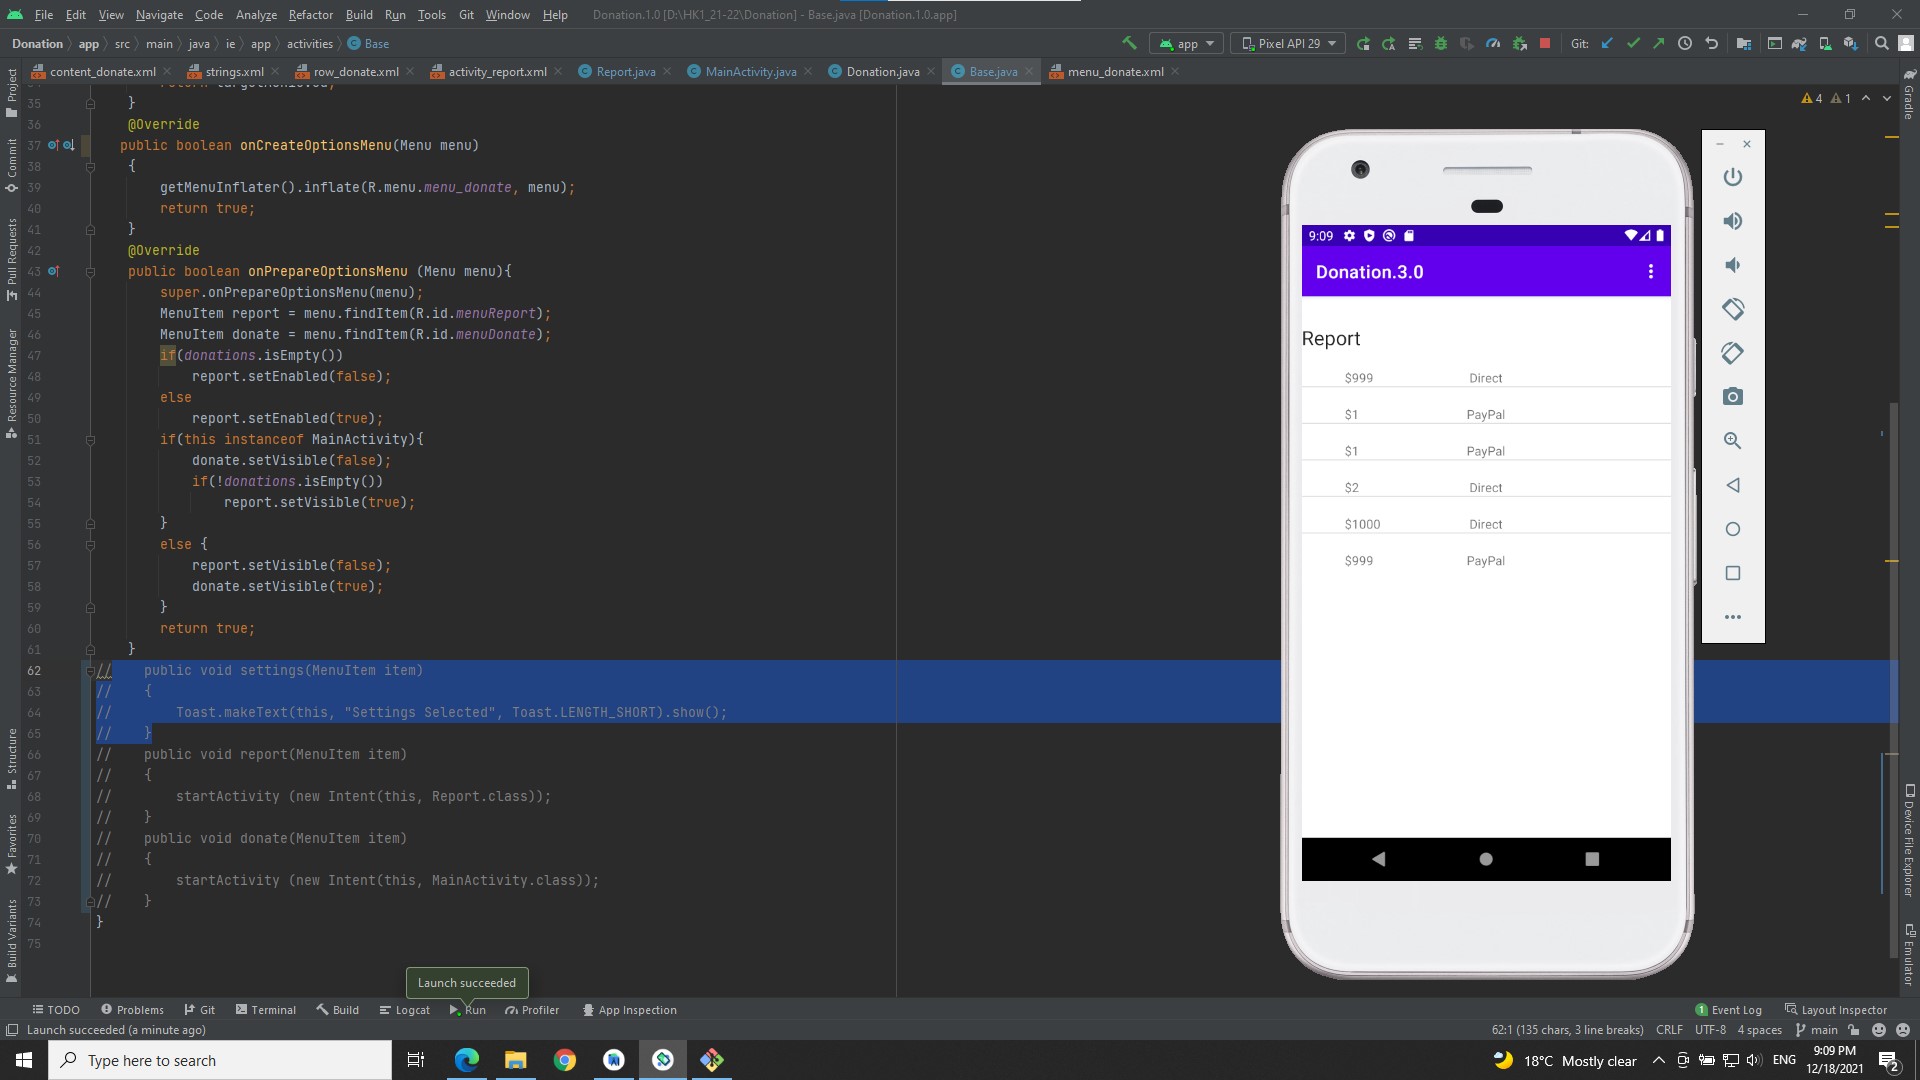 File Edit View Navigate Code Analyze Refactor Build Run Tools Git Window Help Donation.1.0 [D:\HK1_21-22\Donation] - Base.java [Donation.1.0.app]
Donation app src main java ie app activities Base app Pixel API 29 Git:
content_donate.xml strings.xml row_donate.xml activity_report.xml Report.java MainActivity.java Donation.java Base.java menu_donate.xml
4 1
35 }
36 @Override
37 public boolean onCreateOptionsMenu(Menu menu)
38 {
39 getMenuInflater().inflate(R.menu.menu_donate, menu);
40 return true;
41 }
42 @Override
43 public boolean onPrepareOptionsMenu (Menu menu){
44 super.onPrepareOptionsMenu(menu);
45 MenuItem report = menu.findItem(R.id.menuReport);
46 MenuItem donate = menu.findItem(R.id.menuDonate);
47 if(donations.isEmpty())
48 report.setEnabled(false);
49 else
50 report.setEnabled(true);
51 if(this instanceof MainActivity){
52 donate.setVisible(false);
53 if(!donations.isEmpty())
54 report.setVisible(true);
55 }
56 else {
57 report.setVisible(false);
58 donate.setVisible(true);
59 }
60 return true;
61 }
62 // public void settings(MenuItem item)
63 // {
64 // Toast.makeText(this, "Settings Selected", Toast.LENGTH_SHORT).show();
65 // }
66 // public void report(MenuItem item)
67 // {
68 // startActivity (new Intent(this, Report.class));
69 // }
70 // public void donate(MenuItem item)
71 // {
72 // startActivity (new Intent(this, MainActivity.class));
73 // }
74 }
75
Project
Commit
Pull Requests
Resource Manager
Structure
Favorites
Build Variants
9:09
Donation.3.0
Report
$999 Direct
$1 PayPal
$1 PayPal
$2 Direct
$1000 Direct
$999 PayPal
Gradle
Device File Explorer
Emulator
Launch succeeded
TODO Problems Git Terminal Build Logcat Run Profiler App Inspection 1 Event Log Layout Inspector
Launch succeeded (a minute ago) 62:1 (135 chars, 3 line breaks) CRLF UTF-8 4 spaces main
Type here to search 18°C Mostly clear ENG 9:09 PM
12/18/2021 2